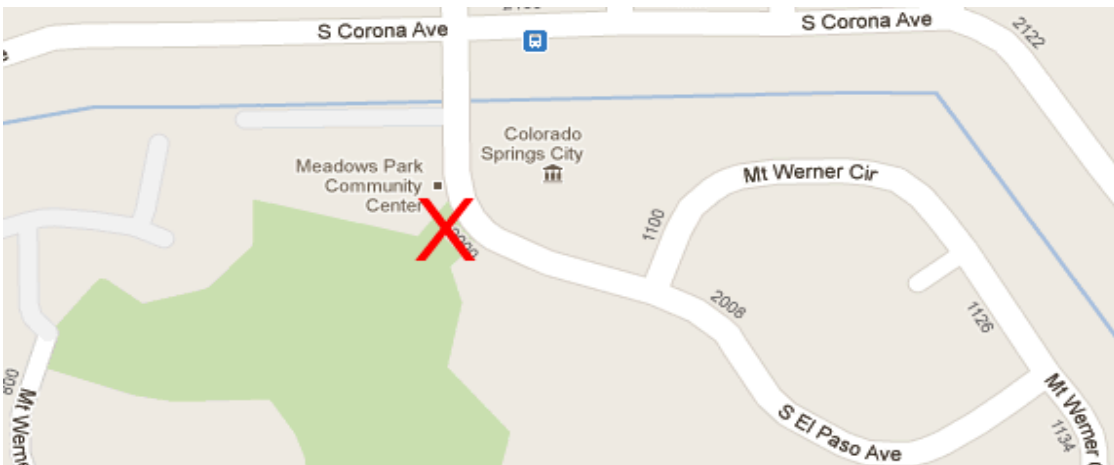 S Corona Ave
S Corona Ave
2122
Colorado
Springs City
Meadows Park
Community
Center
Mt Werner Cir
1100
2008
1126
S El Paso Ave
1134
Mt Werner
Mt Werne